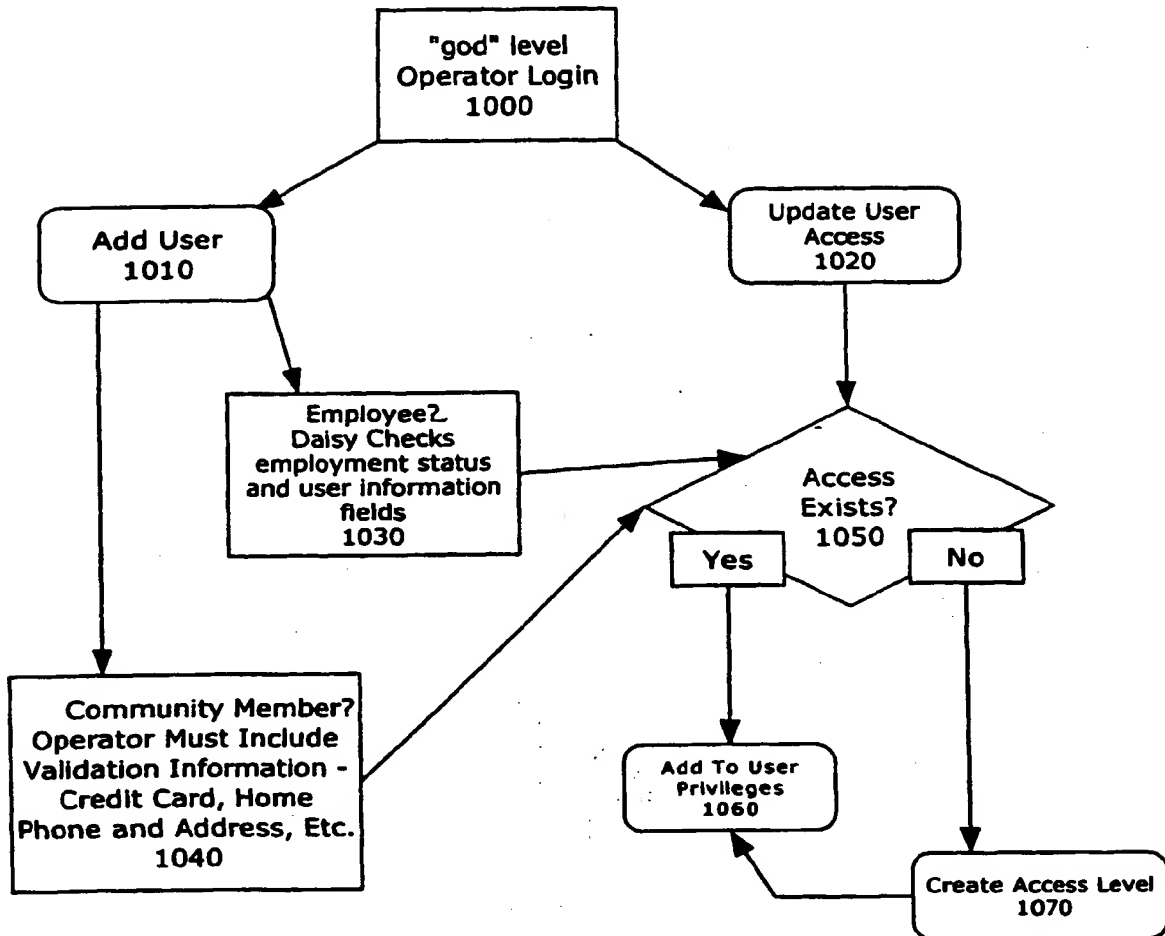 "god" level
Operator Login
1000
Add User
1010
Update User
Access
1020
Employee?
Daisy Checks
employment status
and user information
fields
1030
Access
Exists?
1050
Yes
No
Community Member?
Operator Must Include
Validation Information -
Credit Card, Home
Phone and Address, Etc.
1040
Add To User
Privileges
1060
Create Access Level
1070